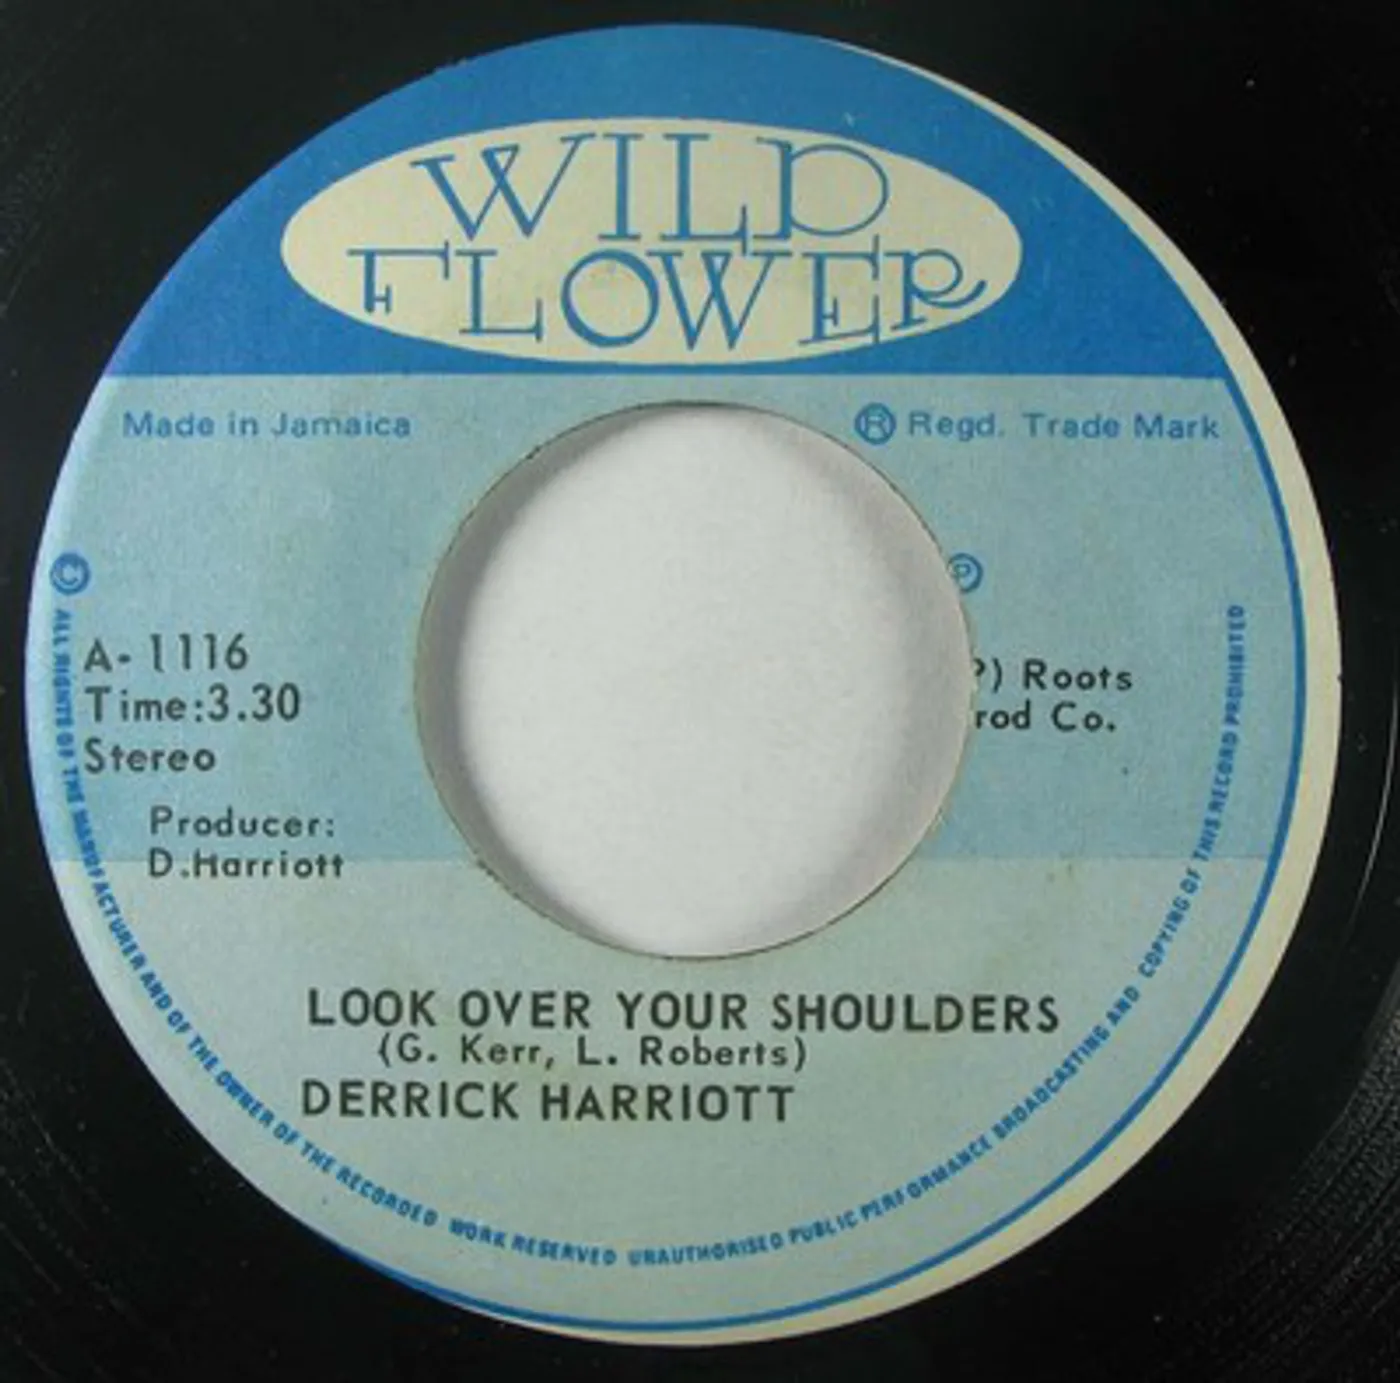 WILD
FLOWER
Made in Jamaica
® Regd. Trade Mark
©
℗
A-1116
Time:3.30
Stereo
P) Roots
rod Co.
Producer:
D.Harriott
LOOK OVER YOUR SHOULDERS
(G. Kerr, L. Roberts)
DERRICK HARRIOTT
ALL RIGHTS OF THE MANUFACTURER AND OF THE OWNER OF THE RECORDED WORK RESERVED UNAUTHORISED PUBLIC PERFORMANCE BROADCASTING AND COPYING OF THIS RECORD PROHIBITED